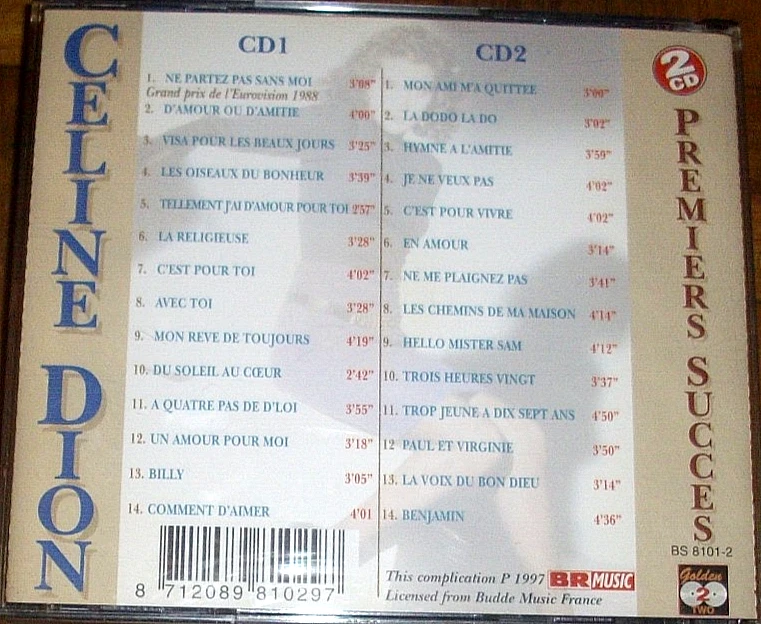 CELINE DION
CD1
1. NE PARTEZ PAS SANS MOI 3'08"
Grand prix de l'Eurovision 1988
2. D'AMOUR OU D'AMITIE 4'00"
3. VISA POUR LES BEAUX JOURS 3'25"
4. LES OISEAUX DU BONHEUR 3'39"
5. TELLEMENT J'AI D'AMOUR POUR TOI 2'57"
6. LA RELIGIEUSE 3'28"
7. C'EST POUR TOI 4'02"
8. AVEC TOI 3'28"
9. MON REVE DE TOUJOURS 4'19"
10. DU SOLEIL AU CŒUR 2'42"
11. A QUATRE PAS DE D'LOI 3'55"
12. UN AMOUR POUR MOI 3'18"
13. BILLY 3'05"
14. COMMENT D'AIMER 4'01
8 712089 810297
CD2
1. MON AMI M'A QUITTEE 3'00"
2. LA DODO LA DO 3'02"
3. HYMNE A L'AMITIE 3'59"
4. JE NE VEUX PAS 4'02"
5. C'EST POUR VIVRE 4'02"
6. EN AMOUR 3'14"
7. NE ME PLAIGNEZ PAS 3'41"
8. LES CHEMINS DE MA MAISON 4'14"
9. HELLO MISTER SAM 4'12"
10. TROIS HEURES VINGT 3'37"
11. TROP JEUNE A DIX SEPT ANS 4'50"
12 PAUL ET VIRGINIE 3'50"
13. LA VOIX DU BON DIEU 3'14"
14. BENJAMIN 4'36"
This complication P 1997 BR MUSIC
Licensed from Budde Music France
2 CD
PREMIERS SUCCES
BS 8101-2
Golden
2
TWO